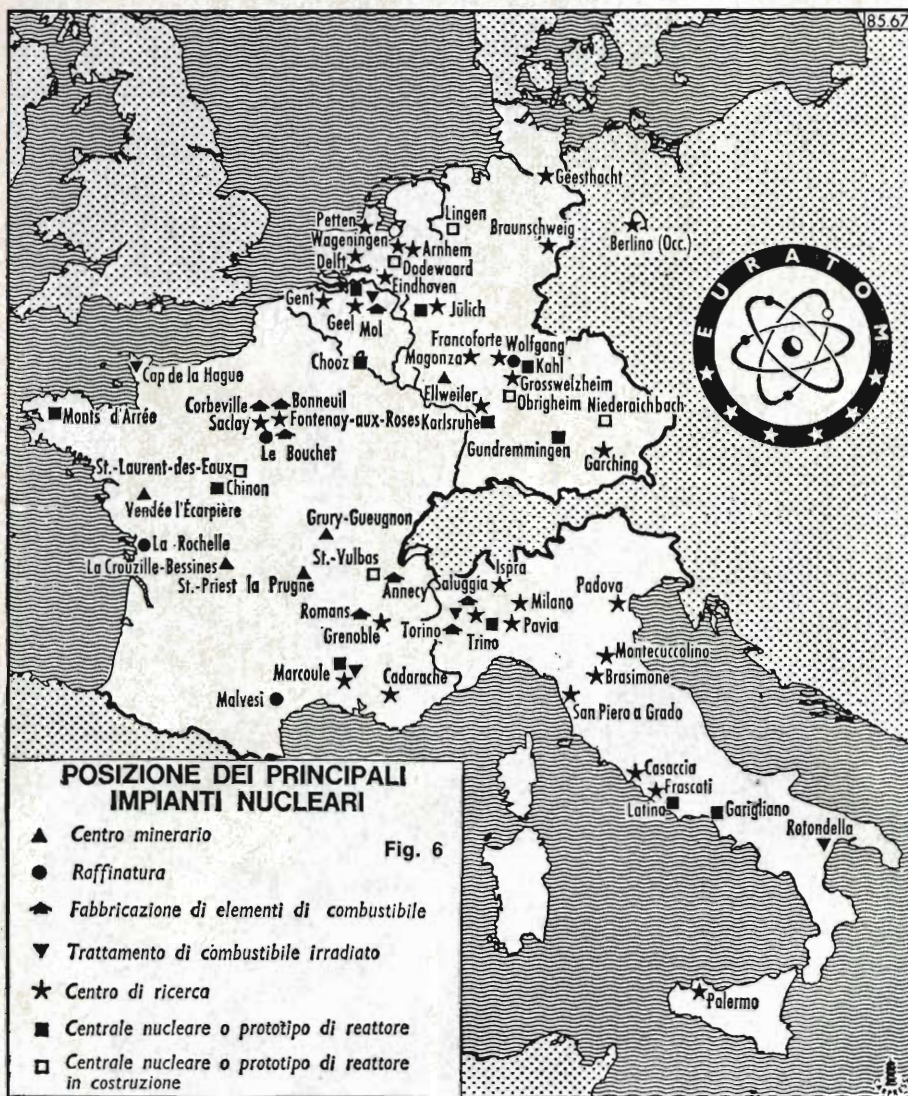 85.67
Geesthacht
Petten
Lingen
Braunschweig
Berlino (Occ.)
Wageningen
Arnhem
Delft
Dodewaard
Eindhoven
EURATOM
Gent
Geel
Mol
Jülich
Francoforte
Wolfgang
Magonza
Kahl
Chooz
Grosswelzheim
Cap de la Hague
Ellweiler
Obrigheim
Niederaichbach
Corbeville
Bonneuil
Monts d'Arrée
Saclay
Fontenay-aux-Roses
Karlsruhe
Le Bouchet
Gundremmingen
Garching
St.-Laurent-des-Eaux
Chinon
Vendée l'Écarpière
Grury-Gueugnon
La Rochelle
St.-Vulbas
La Crouzille-Bessines
St.-Priest la Prugne
Annecy
Saluggia
Ispra
Padova
Milano
Romans
Grenoble
Torino
Trino
Pavia
Montecuccolino
Marcoule
Cadarache
Brasimone
Malvesi
San Piero a Grado
Casaccia
Frascati
Latino
Garigliano
Rotondella
Palermo
POSIZIONE DEI PRINCIPALI
IMPIANTI NUCLEARI
Fig. 6
Centro minerario
Raffinatura
Fabbricazione di elementi di combustibile
Trattamento di combustibile irradiato
Centro di ricerca
Centrale nucleare o prototipo di reattore
Centrale nucleare o prototipo di reattore
in costruzione